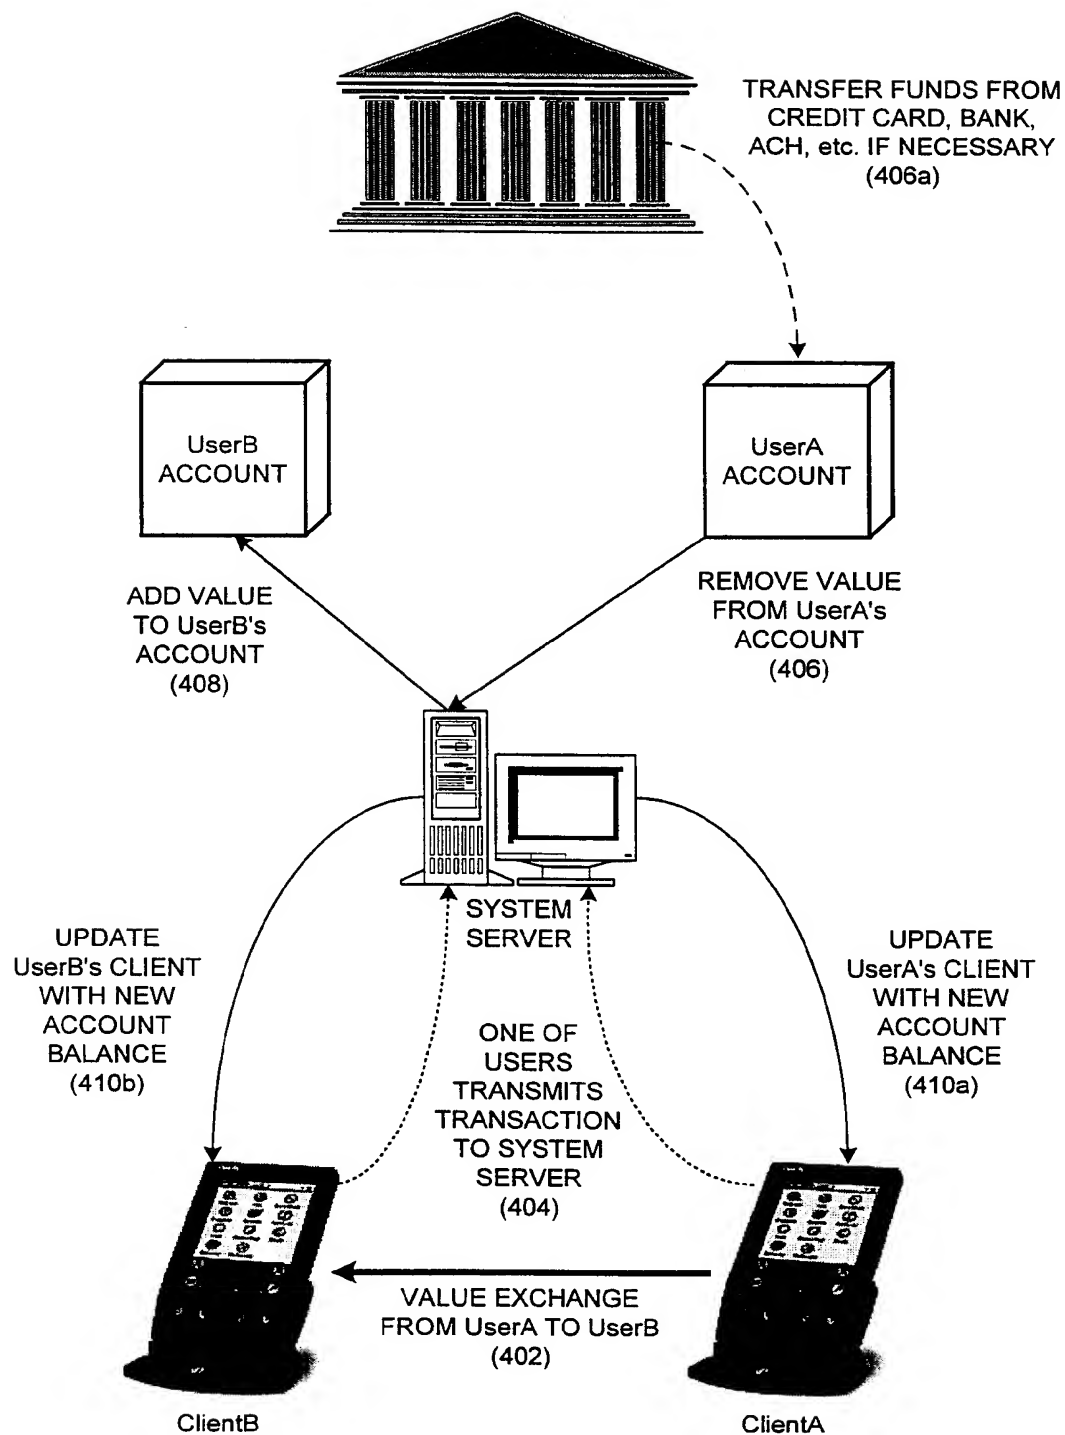 TRANSFER FUNDS FROM
CREDIT CARD, BANK,
ACH, etc. IF NECESSARY
(406a)
UserB
ACCOUNT
UserA
ACCOUNT
ADD VALUE
TO UserB's
ACCOUNT
(408)
REMOVE VALUE
FROM UserA's
ACCOUNT
(406)
SYSTEM
SERVER
UPDATE
UserB's CLIENT
WITH NEW
ACCOUNT
BALANCE
(410b)
ONE OF
USERS
TRANSMITS
TRANSACTION
TO SYSTEM
SERVER
(404)
UPDATE
UserA's CLIENT
WITH NEW
ACCOUNT
BALANCE
(410a)
VALUE EXCHANGE
FROM UserA TO UserB
(402)
ClientB
ClientA